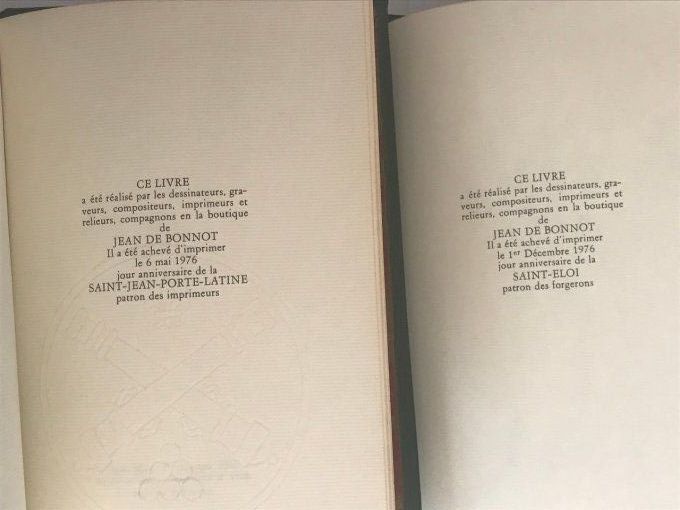 CE LIVRE
a été réalisé par les dessinateurs, gra-
veurs, compositeurs, imprimeurs et
relieurs, compagnons en la boutique
de
JEAN DE BONNOT
Il a été achevé d'imprimer
le 6 mai 1976
jour anniversaire de la
SAINT-JEAN-PORTE-LATINE
patron des imprimeurs
CE LIVRE
a été réalisé par les dessinateurs, gra-
veurs, compositeurs, imprimeurs et
relieurs, compagnons en la boutique
de
JEAN DE BONNOT
Il a été achevé d'imprimer
le 1er Décembre 1976
jour anniversaire de la
SAINT-ELOI
patron des forgerons